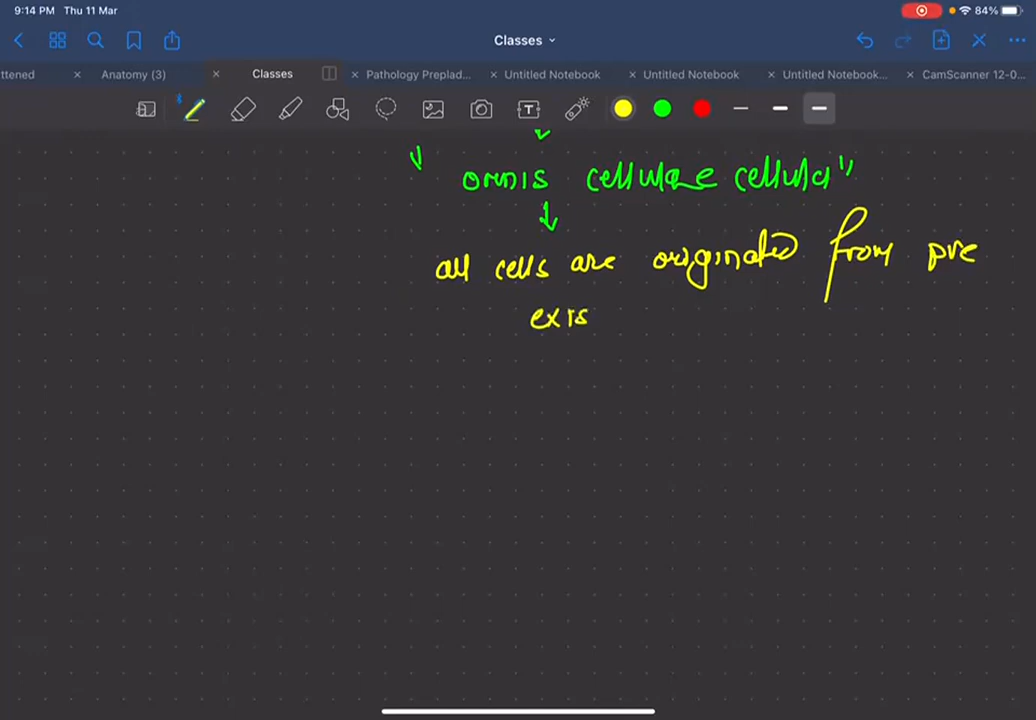 9:14 PM Thu 11 Mar 84%
Classes
ttened Anatomy (3) Classes Pathology Preplad... Untitled Notebook Untitled Notebook Untitled Notebook... CamScanner 12-0...
omnis cellulae cellula"
all cells are originated from pre
exis